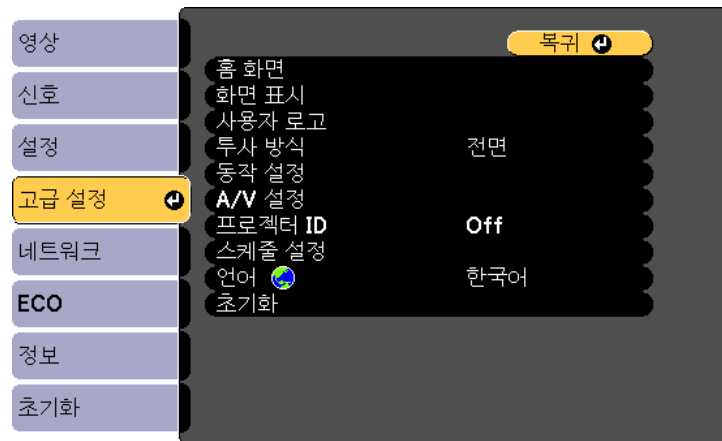 영상
신호
설정
고급 설정
네트워크
ECO
정보
초기화
복귀
홈 화면
화면 표시
사용자 로고
투사 방식 전면
동작 설정
A/V 설정
프로젝터 ID Off
스케줄 설정
언어 한국어
초기화